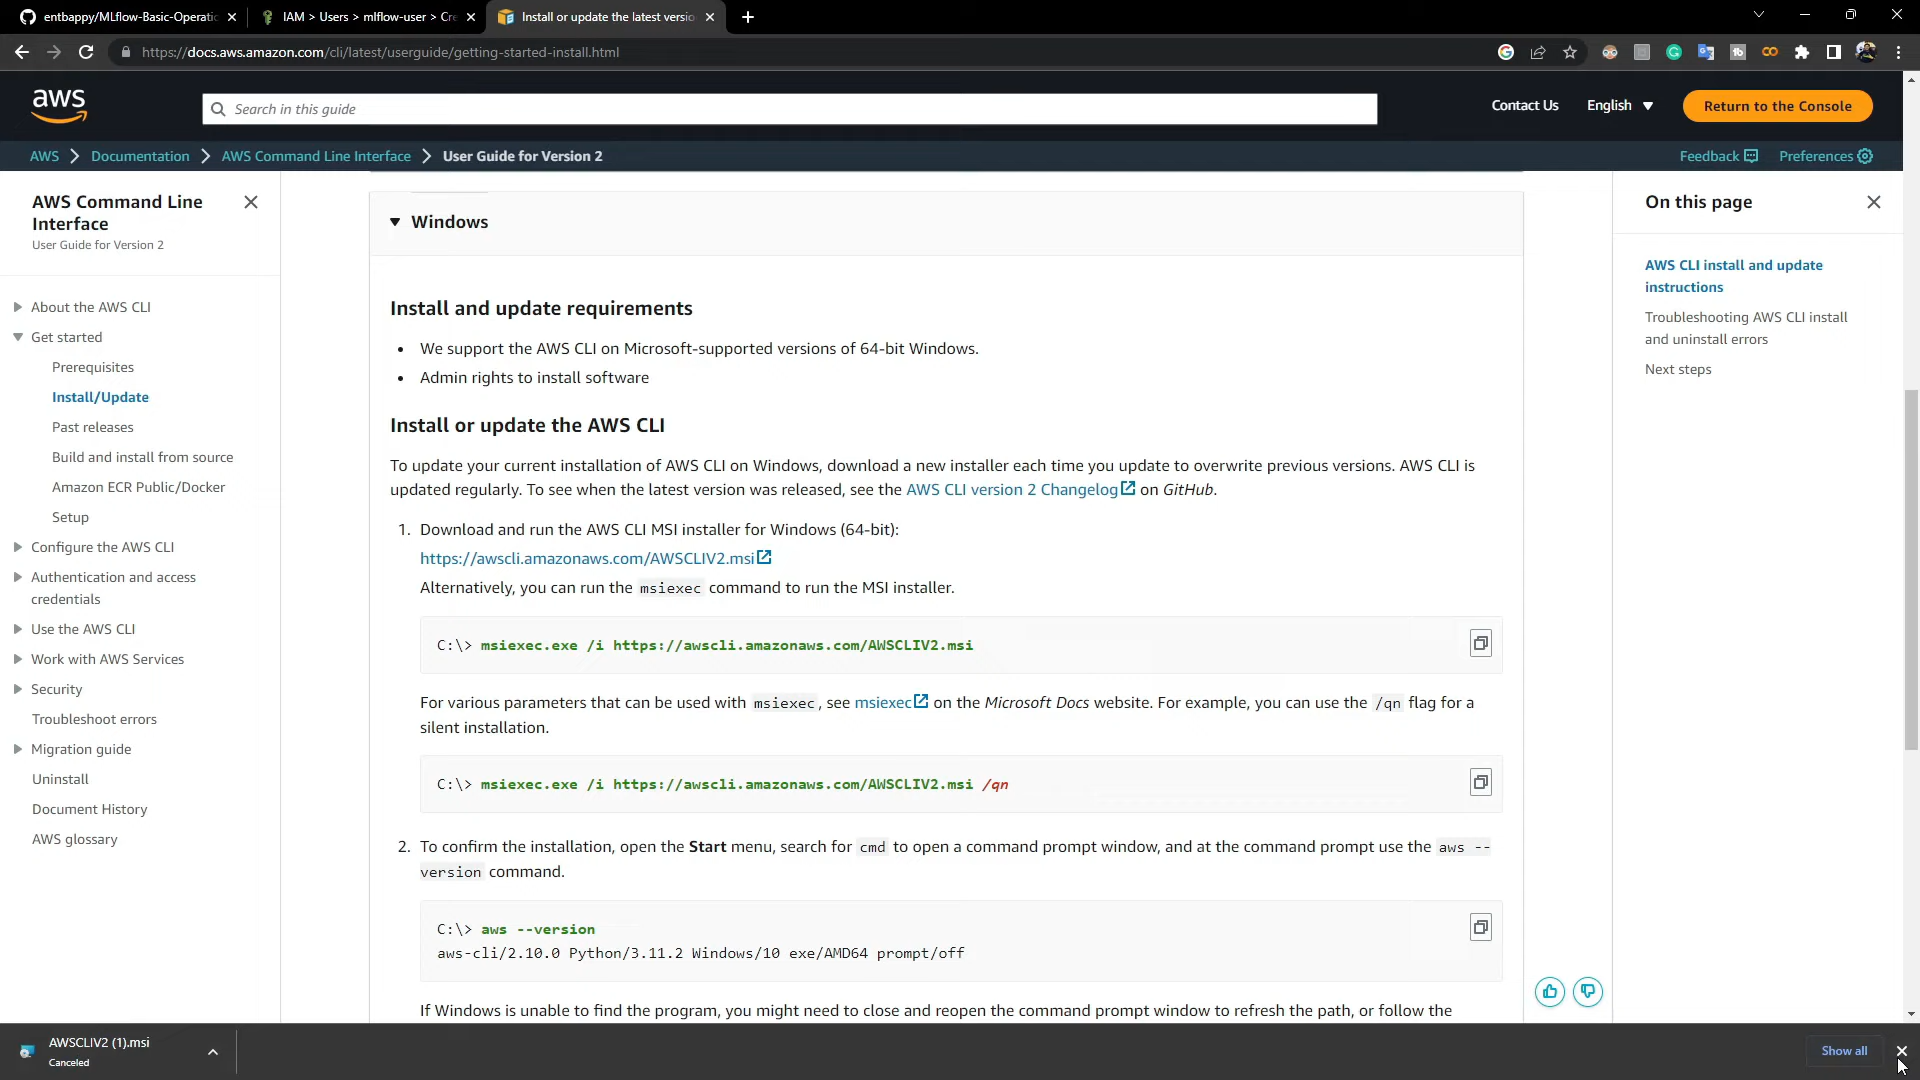 entbappy/MLflow-Basic-Operatic
IAM > Users > mlflow-user > Cre
Install or update the latest versio
https://docs.aws.amazon.com/cli/latest/userguide/getting-started-install.html
aws
Search in this guide
Contact Us
English
Return to the Console
AWS > Documentation > AWS Command Line Interface > User Guide for Version 2
Feedback
Preferences
AWS Command Line
Interface
User Guide for Version 2
About the AWS CLI
Get started
Prerequisites
Install/Update
Past releases
Build and install from source
Amazon ECR Public/Docker
Setup
Configure the AWS CLI
Authentication and access
credentials
Use the AWS CLI
Work with AWS Services
Security
Troubleshoot errors
Migration guide
Uninstall
Document History
AWS glossary
Windows
Install and update requirements
• We support the AWS CLI on Microsoft-supported versions of 64-bit Windows.
• Admin rights to install software
Install or update the AWS CLI
To update your current installation of AWS CLI on Windows, download a new installer each time you update to overwrite previous versions. AWS CLI is
updated regularly. To see when the latest version was released, see the AWS CLI version 2 Changelog on GitHub.
1. Download and run the AWS CLI MSI installer for Windows (64-bit):
https://awscli.amazonaws.com/AWSCLIV2.msi
Alternatively, you can run the msiexec command to run the MSI installer.
C:\> msiexec.exe /i https://awscli.amazonaws.com/AWSCLIV2.msi
For various parameters that can be used with msiexec, see msiexec on the Microsoft Docs website. For example, you can use the /qn flag for a
silent installation.
C:\> msiexec.exe /i https://awscli.amazonaws.com/AWSCLIV2.msi /qn
2. To confirm the installation, open the Start menu, search for cmd to open a command prompt window, and at the command prompt use the aws --
version command.
C:\> aws --version
aws-cli/2.10.0 Python/3.11.2 Windows/10 exe/AMD64 prompt/off
If Windows is unable to find the program, you might need to close and reopen the command prompt window to refresh the path, or follow the
On this page
AWS CLI install and update
instructions
Troubleshooting AWS CLI install
and uninstall errors
Next steps
AWSCLIV2 (1).msi
Canceled
Show all